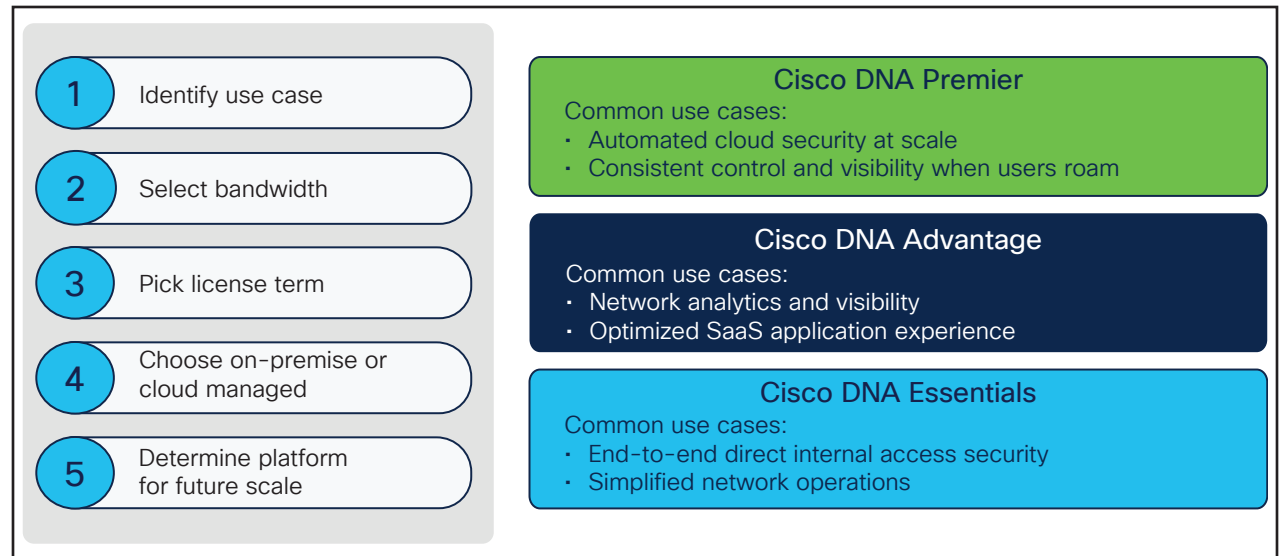 1
Identify use case
2
Select bandwidth
3
Pick license term
4
Choose on-premise or
cloud managed
5
Determine platform
for future scale
Cisco DNA Premier
Common use cases:
· Automated cloud security at scale
· Consistent control and visibility when users roam
Cisco DNA Advantage
Common use cases:
· Network analytics and visibility
· Optimized SaaS application experience
Cisco DNA Essentials
Common use cases:
· End-to-end direct internal access security
· Simplified network operations